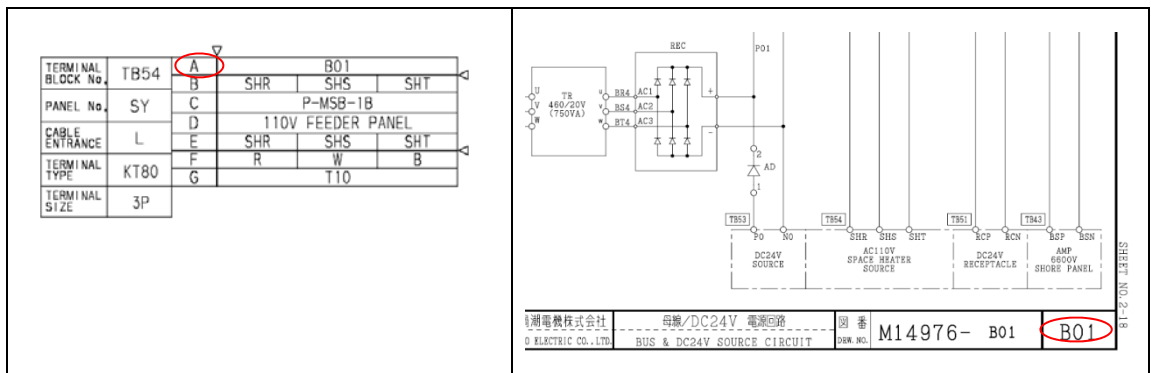 TERMINAL BLOCK No. TB54 A B01
B SHR SHS SHT
PANEL No. SY C P-MSB-1B
D 110V FEEDER PANEL
CABLE ENTRANCE L E SHR SHS SHT
TERMINAL TYPE KT80 F R W B
G T10
TERMINAL SIZE 3P
REC
P01
U TR u BR4 AC1
V 460/20V v BS4 AC2 +
W (750VA) w BT4 AC3 -
2
AD
1
TB53 TB54 TB51 TB43
P0 N0 SHR SHS SHT RCP RCN BSP BSN
DC24V SOURCE
AC110V SPACE HEATER SOURCE
DC24V RECEPTACLE
AMP 6600V SHORE PANEL
SHEET NO.2-18
潮電機株式会社 母線/DC24V 電源回路 図番 M14976- B01 B01
O ELECTRIC CO.,LTD. BUS & DC24V SOURCE CIRCUIT DRW. NO.